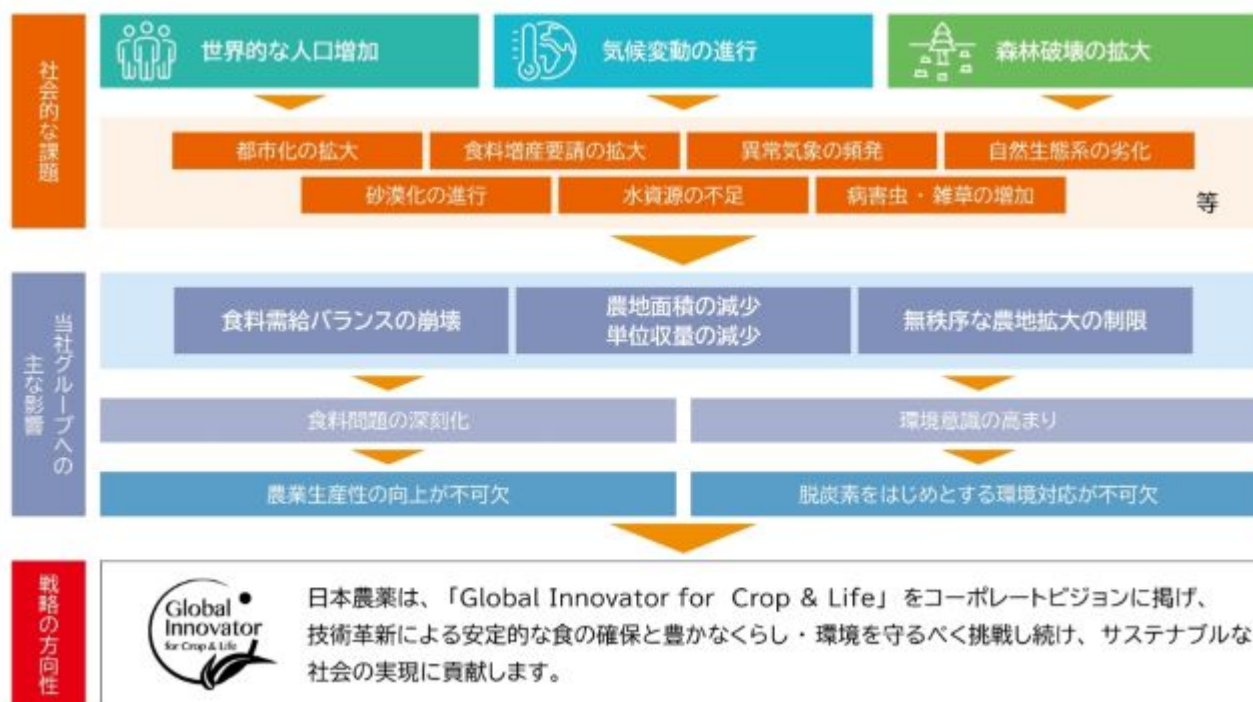 社会的な課題
世界的な人口増加
気候変動の進行
森林破壊の拡大
都市化の拡大
食料増産要請の拡大
異常気象の頻発
自然生態系の劣化
砂漠化の進行
水資源の不足
病害虫・雑草の増加
等
当社グループへの
主な影響
食料需給バランスの崩壊
農地面積の減少
単位収量の減少
無秩序な農地拡大の制限
食料問題の深刻化
環境意識の高まり
農業生産性の向上が不可欠
脱炭素をはじめとする環境対応が不可欠
戦略の方向性
Global
Innovator
for Crop & Life
日本農薬は、「Global Innovator for Crop & Life」をコーポレートビジョンに掲げ、
技術革新による安定的な食の確保と豊かなくらし・環境を守るべく挑戦し続け、サステナブルな
社会の実現に貢献します。